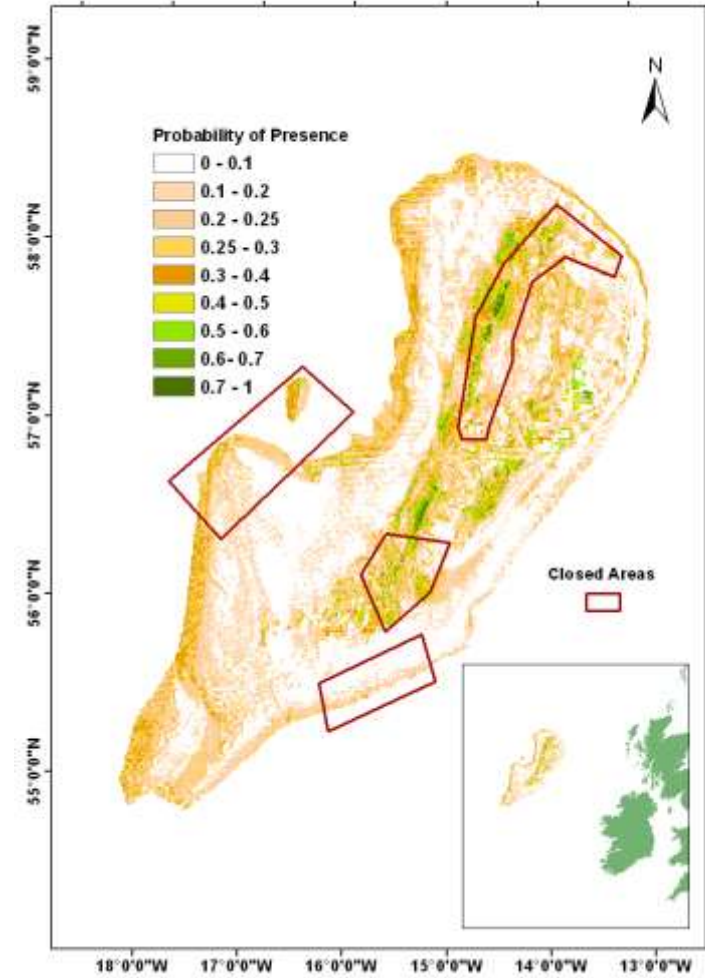 N
59°0'0"N
58°0'0"N
57°0'0"N
56°0'0"N
55°0'0"N
Probability of Presence
0 - 0.1
0.1 - 0.2
0.2 - 0.25
0.25 - 0.3
0.3 - 0.4
0.4 - 0.5
0.5 - 0.6
0.6- 0.7
0.7 - 1
Closed Areas
18°0'0"W 17°0'0"W 16°0'0"W 15°0'0"W 14°0'0"W 13°0'0"W